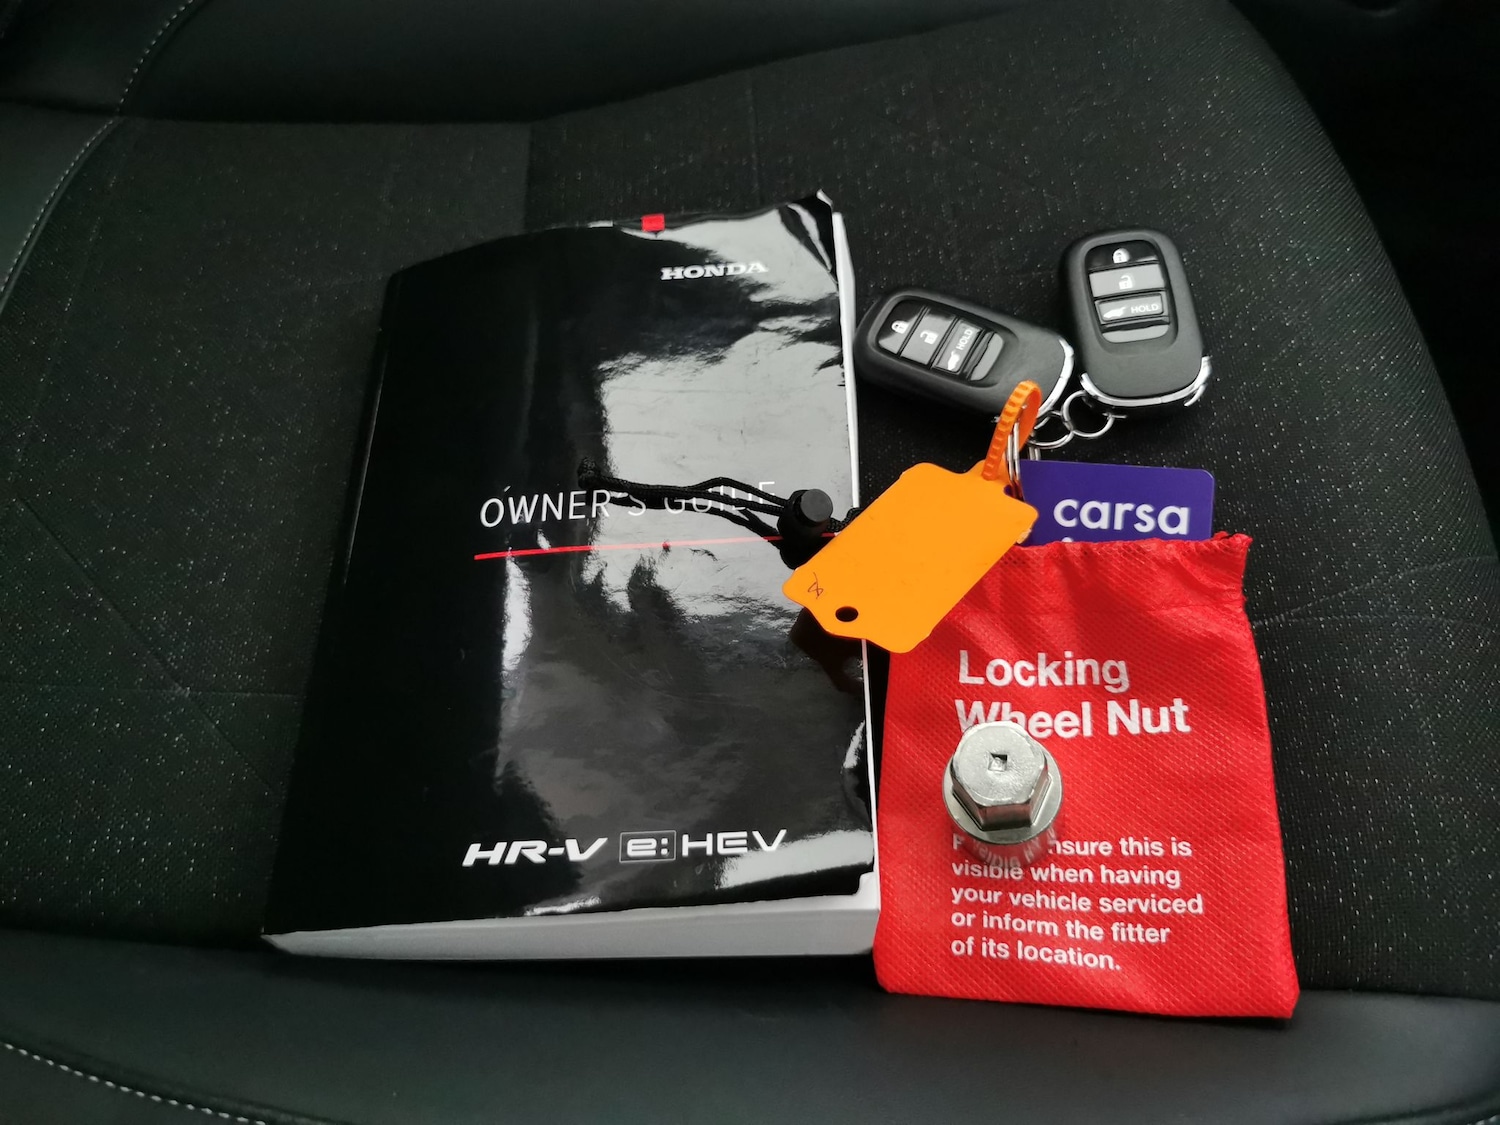 HONDA
OWNER'S GUIDE
HR-V e:HEV
HOLD
HOLD
carsa
Locking
Wheel Nut
ensure this is
visible when having
your vehicle serviced
or inform the fitter
of its location.